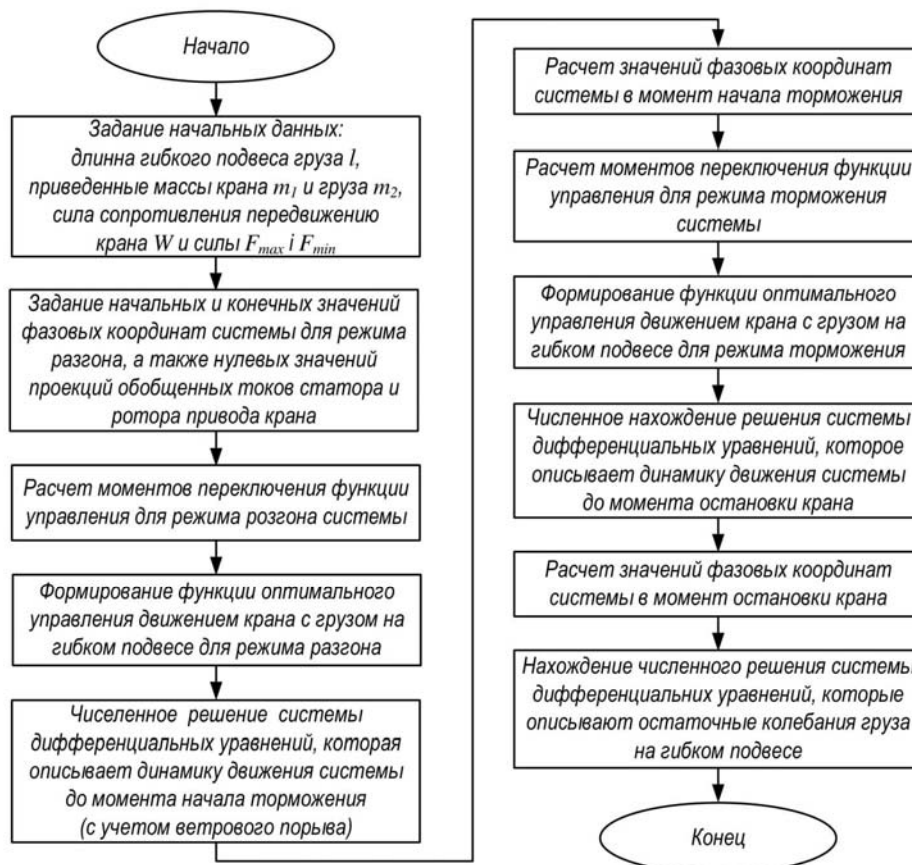 Начало
Задание начальных данных:
длинна гибкого подвеса груза l,
приведенные массы крана m1 и груза m2,
сила сопротивления передвижению
крана W и силы Fmax і Fmin
Задание начальных и конечных значений
фазовых координат системы для режима
разгона, а также нулевых значений
проекций обобщенных токов статора и
ротора привода крана
Расчет моментов переключения функции
управления для режима розгона системы
Формирование функции оптимального
управления движением крана с грузом на
гибком подвесе для режима разгона
Чиселенное решение системы
дифференциальных уравнений, которая
описывает динамику движения системы
до момента начала торможения
(с учетом ветрового порыва)
Расчет значений фазовых координат
системы в момент начала торможения
Расчет моментов переключения функции
управления для режима торможения
системы
Формирование функции оптимального
управления движением крана с грузом на
гибком подвесе для режима торможения
Численное нахождение решения системы
дифференциальных уравнений, которое
описывает динамику движения системы
до момента остановки крана
Расчет значений фазовых координат
системы в момент остановки крана
Нахождение численного решения системы
дифференциальних уравнений, которые
описывают остаточные колебания груза
на гибком подвесе
Конец